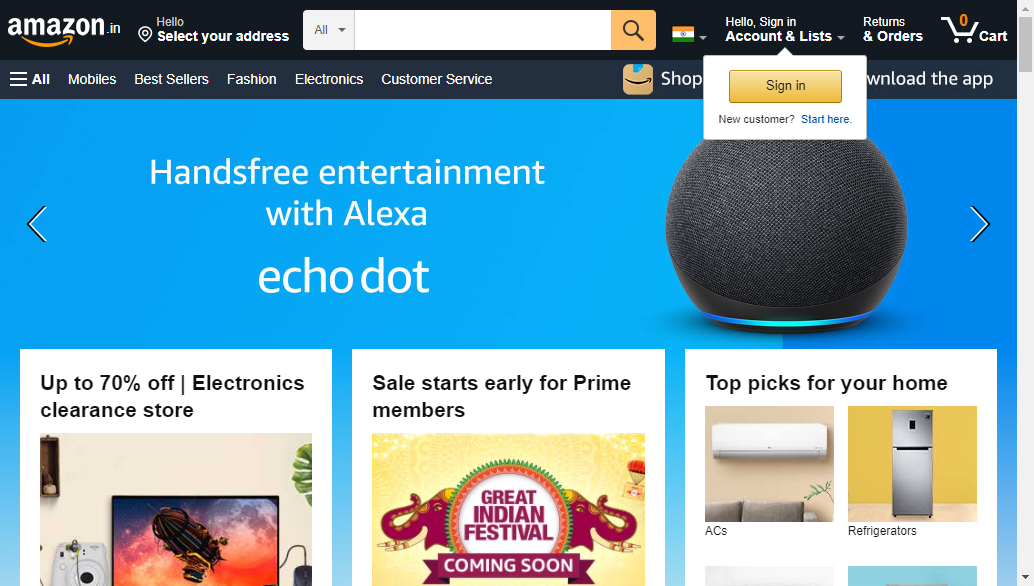 amazon.in
Hello
Select your address
All
Hello, Sign in
Account & Lists
Returns
& Orders
0
Cart
All
Mobiles
Best Sellers
Fashion
Electronics
Customer Service
Shop
wnload the app
Sign in
New customer? Start here.
Handsfree entertainment
with Alexa
echo dot
Up to 70% off | Electronics
clearance store
Sale starts early for Prime
members
GREAT
INDIAN
FESTIVAL
COMING SOON
Top picks for your home
ACs
Refrigerators